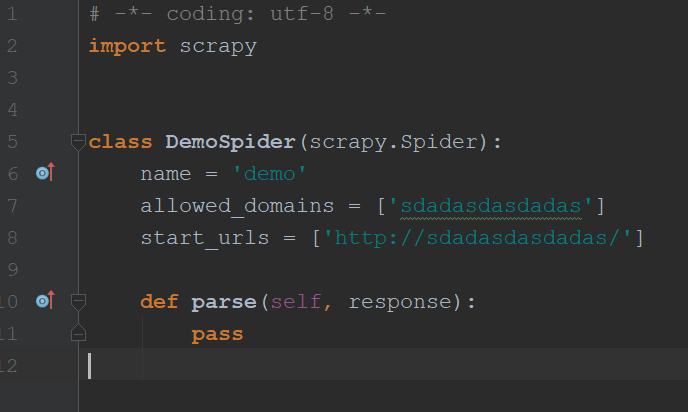 1 # -*- coding: utf-8 -*-
2 import scrapy
3
4
5 class DemoSpider(scrapy.Spider):
6 name = 'demo'
7 allowed_domains = ['sdadasdasdadas']
8 start_urls = ['http://sdadasdasdadas/']
9
10 def parse(self, response):
11 pass
12